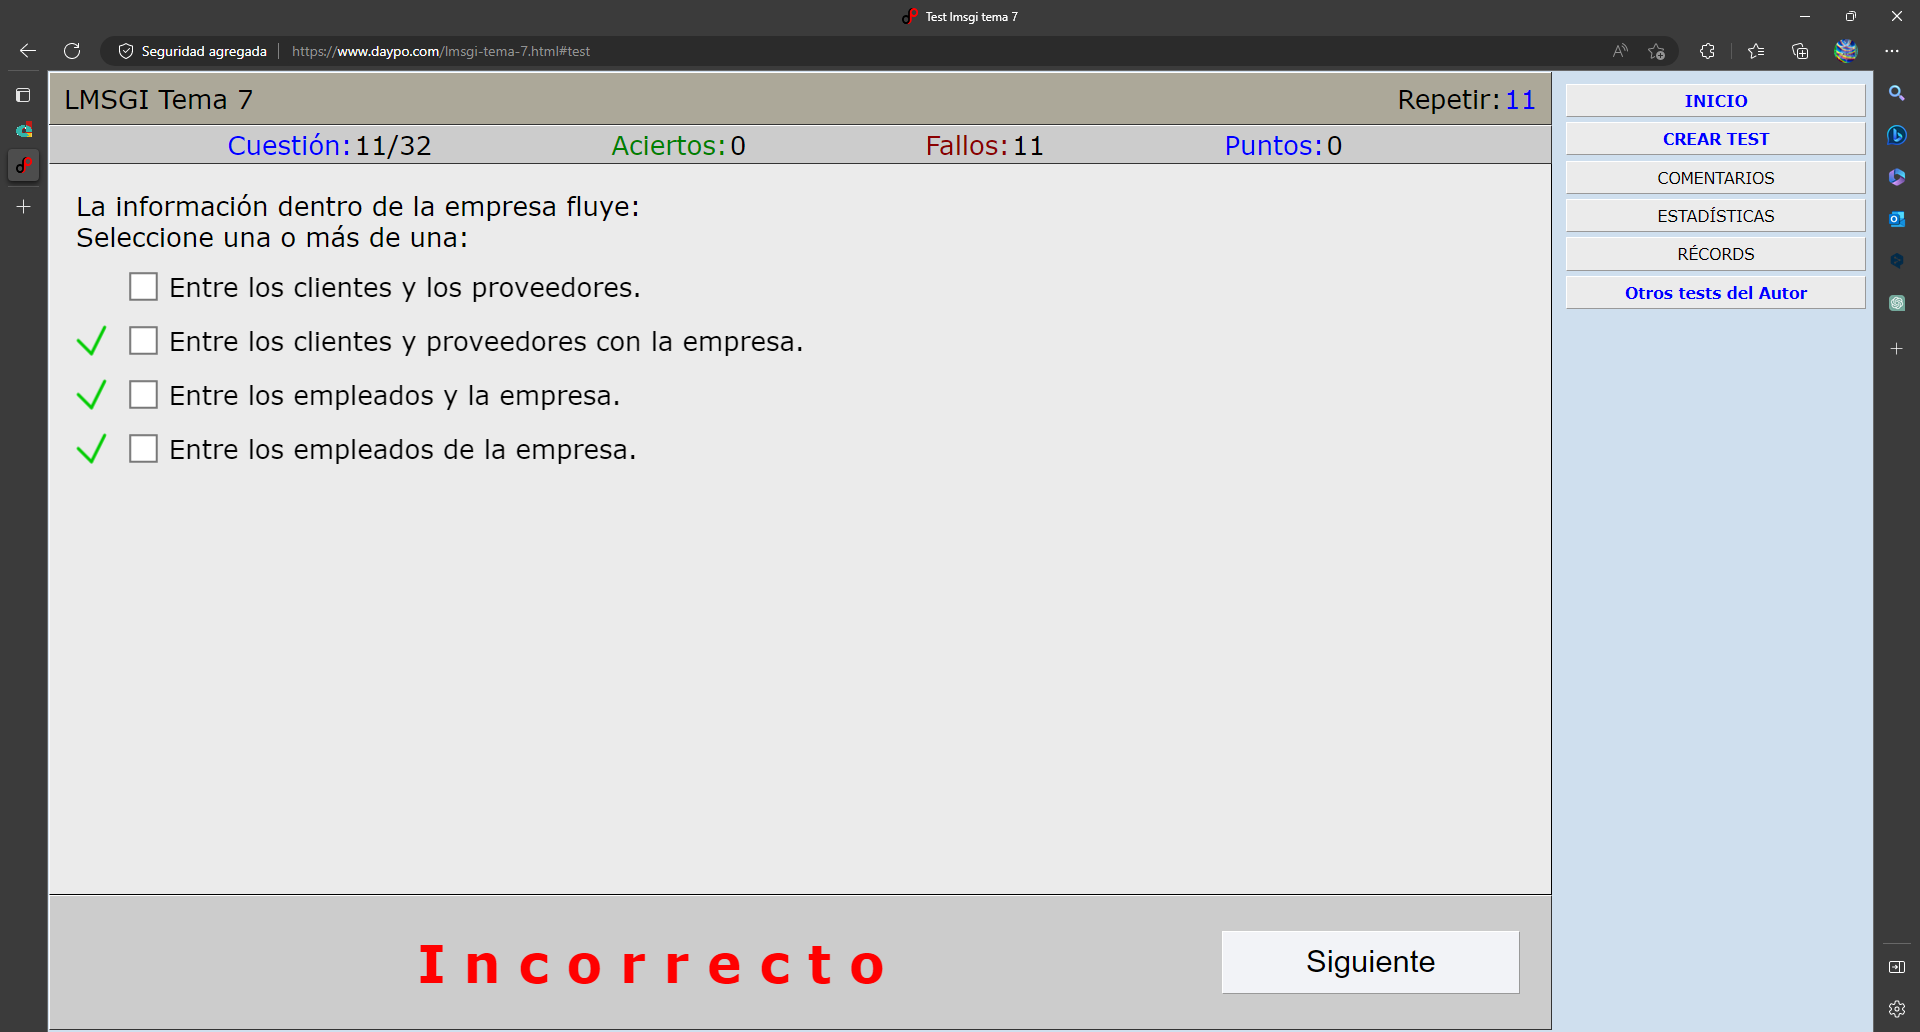 Test lmsgi tema 7
Seguridad agregada
https://www.daypo.com/lmsgi-tema-7.html#test
LMSGI Tema 7
Repetir: 11
Cuestión: 11/32
Aciertos: 0
Fallos: 11
Puntos: 0
La información dentro de la empresa fluye:
Seleccione una o más de una:
Entre los clientes y los proveedores.
Entre los clientes y proveedores con la empresa.
Entre los empleados y la empresa.
Entre los empleados de la empresa.
Incorrecto
Siguiente
INICIO
CREAR TEST
COMENTARIOS
ESTADÍSTICAS
RÉCORDS
Otros tests del Autor